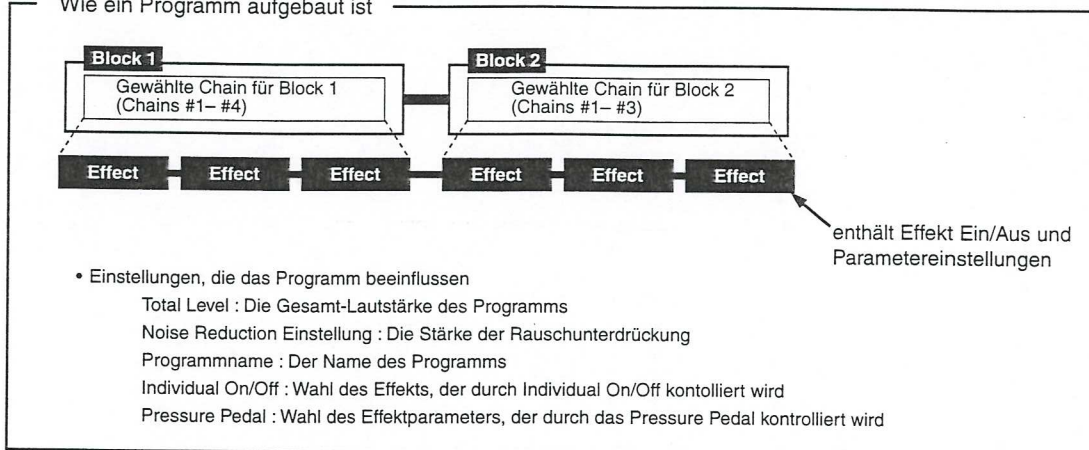 Wie ein Programm aufgebaut ist
Block 1
Gewählte Chain für Block 1
(Chains #1– #4)
Block 2
Gewählte Chain für Block 2
(Chains #1– #3)
Effect Effect Effect Effect Effect Effect
enthält Effekt Ein/Aus und
Parametereinstellungen
• Einstellungen, die das Programm beeinflussen
Total Level : Die Gesamt-Lautstärke des Programms
Noise Reduction Einstellung : Die Stärke der Rauschunterdrückung
Programmname : Der Name des Programms
Individual On/Off : Wahl des Effekts, der durch Individual On/Off kontolliert wird
Pressure Pedal : Wahl des Effektparameters, der durch das Pressure Pedal kontrolliert wird